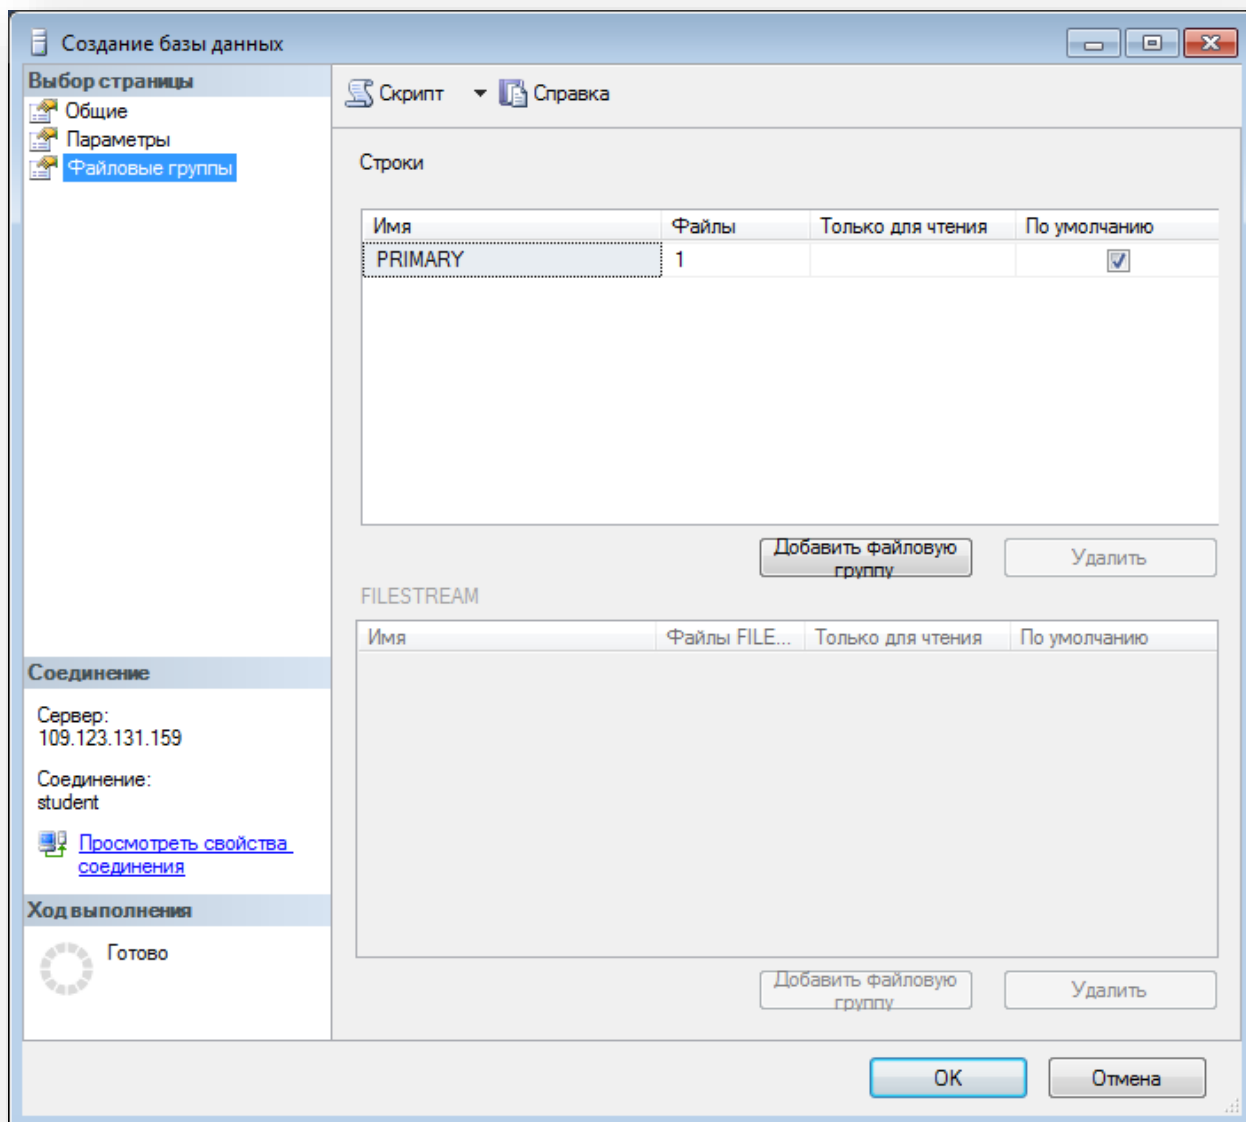 Создание базы данных
Выбор страницы
Общие
Параметры
Файловые группы
Скрипт
Справка
Строки
Имя Файлы Только для чтения По умолчанию
PRIMARY 1
Добавить файловую
группу
Удалить
FILESTREAM
Имя Файлы FILE... Только для чтения По умолчанию
Добавить файловую
группу
Удалить
Соединение
Сервер:
109.123.131.159
Соединение:
student
Просмотреть свойства
соединения
Ход выполнения
Готово
OK
Отмена